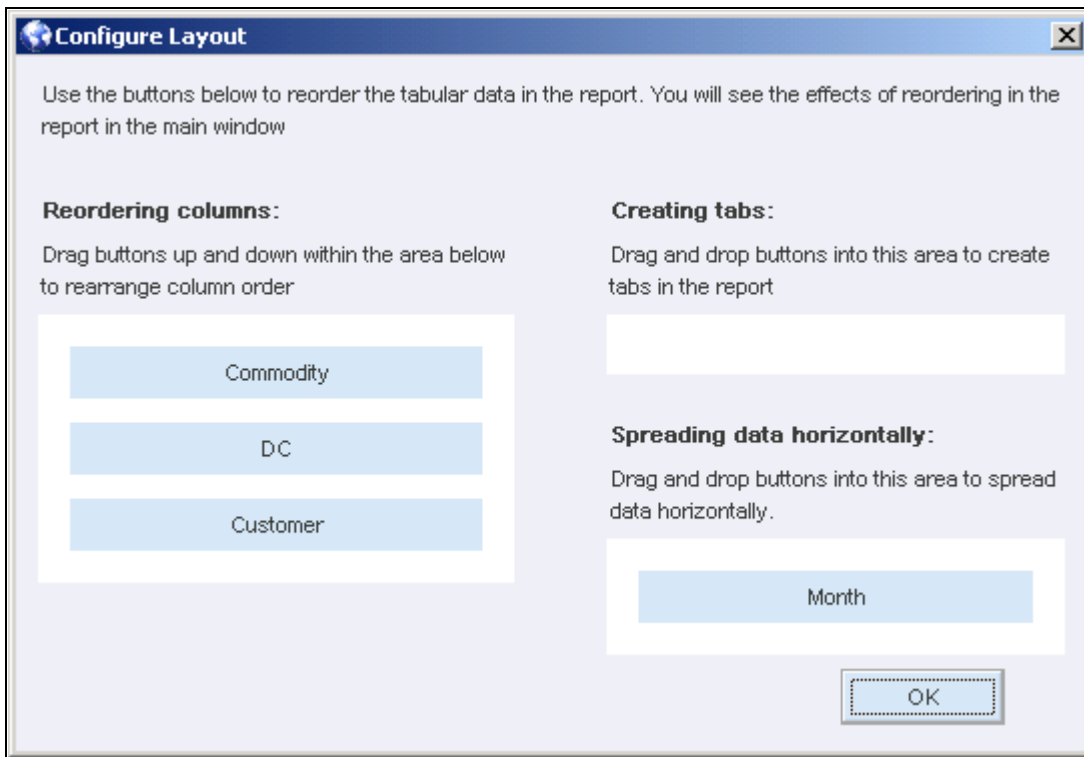 Configure Layout
Use the buttons below to reorder the tabular data in the report. You will see the effects of reordering in the
report in the main window
Reordering columns:
Drag buttons up and down within the area below
to rearrange column order
Commodity
DC
Customer
Creating tabs:
Drag and drop buttons into this area to create
tabs in the report
Spreading data horizontally:
Drag and drop buttons into this area to spread
data horizontally.
Month
OK